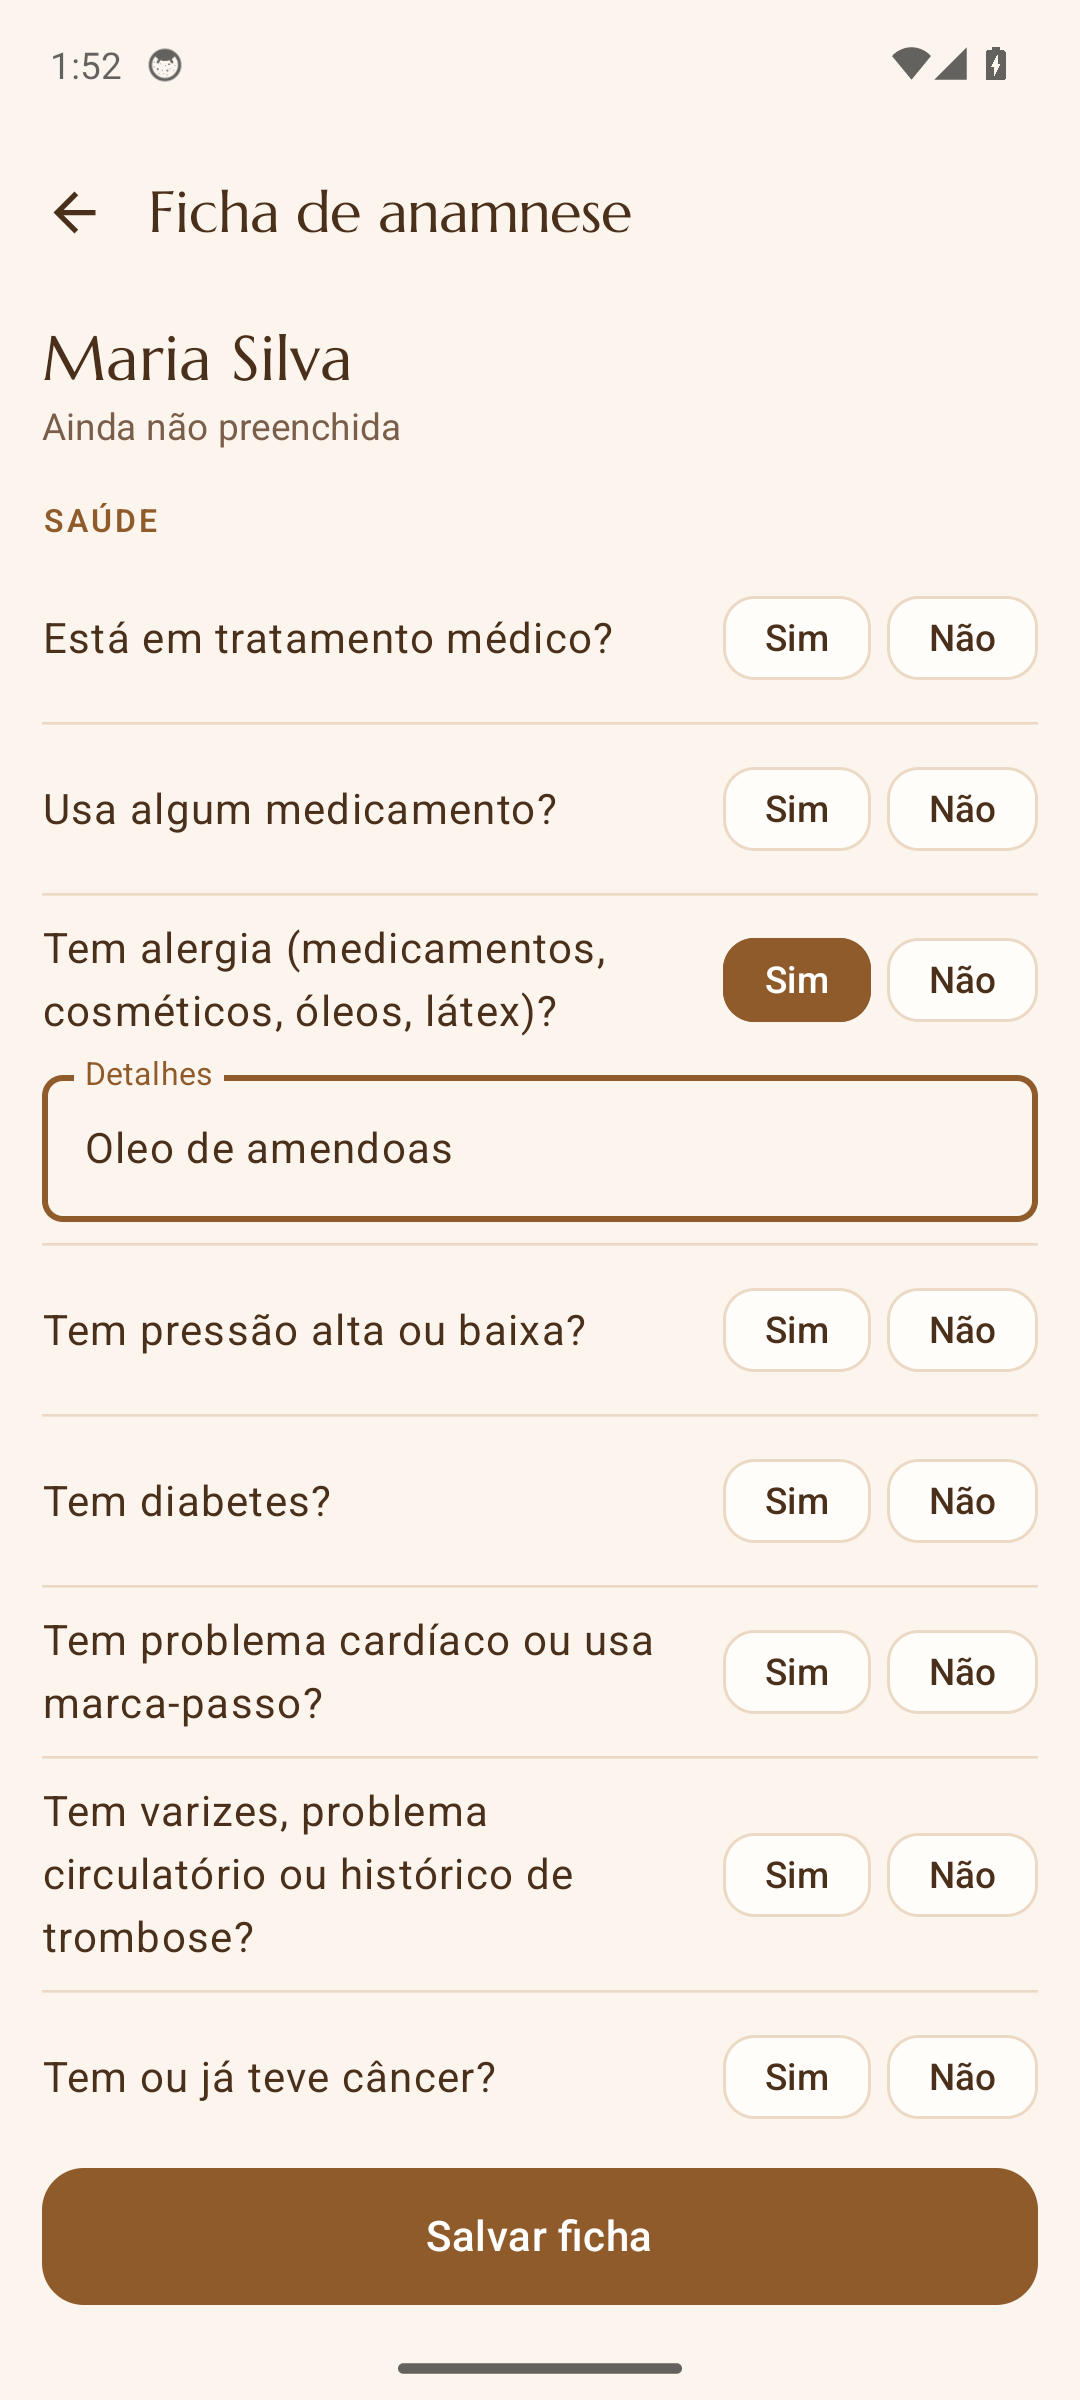 1:52
Ficha de anamnese
Maria Silva
Ainda não preenchida
SAÚDE
Está em tratamento médico? Sim Não
Usa algum medicamento? Sim Não
Tem alergia (medicamentos,
cosméticos, óleos, látex)? Sim Não
Detalhes
Oleo de amendoas
Tem pressão alta ou baixa? Sim Não
Tem diabetes? Sim Não
Tem problema cardíaco ou usa
marca-passo? Sim Não
Tem varizes, problema
circulatório ou histórico de Sim Não
trombose?
Tem ou já teve câncer? Sim Não
Salvar ficha